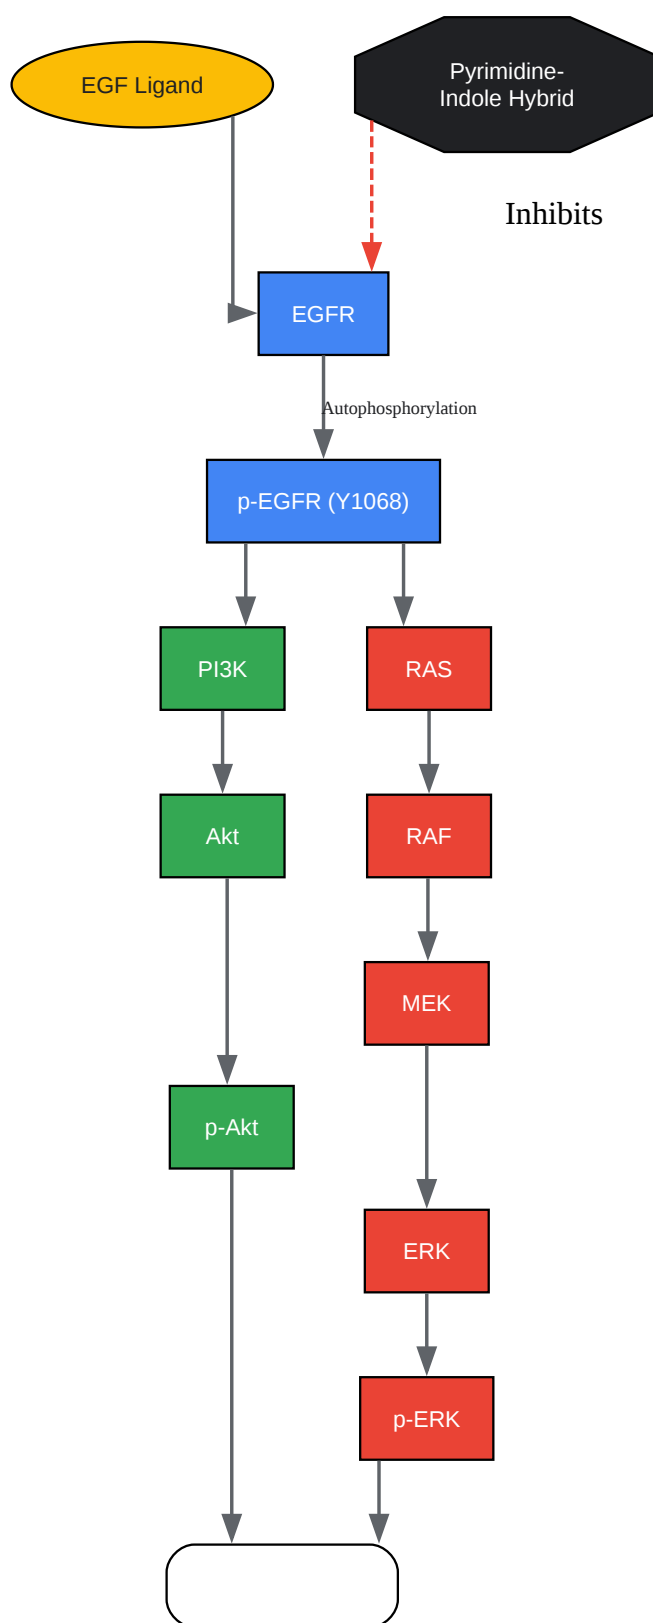 EGF Ligand
Pyrimidine-
Indole Hybrid
Inhibits
EGFR
Autophosphorylation
p-EGFR (Y1068)
PI3K
RAS
Akt
RAF
MEK
p-Akt
ERK
p-ERK